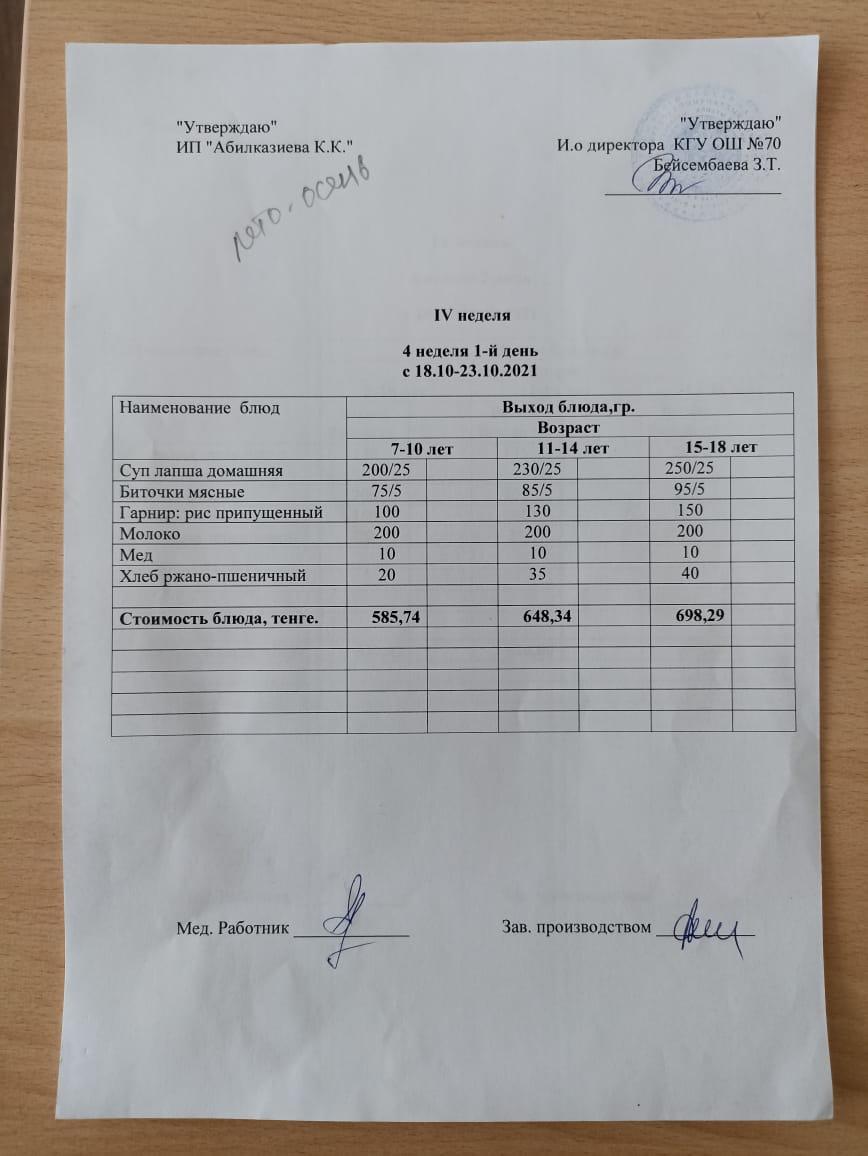 "Утверждаю"
ИП "Абилказиева К.К."
"Утверждаю"
И.о директора КГУ ОШ №70
Бейсембаева З.Т.
лето-осень
IV неделя
4 неделя 1-й день
с 18.10-23.10.2021
Наименование блюд Выход блюда,гр.
Возраст
7-10 лет 11-14 лет 15-18 лет
Суп лапша домашняя 200/25 230/25 250/25
Биточки мясные 75/5 85/5 95/5
Гарнир: рис припущенный 100 130 150
Молоко 200 200 200
Мед 10 10 10
Хлеб ржано-пшеничный 20 35 40
Стоимость блюда, тенге. 585,74 648,34 698,29
Мед. Работник Зав. производством